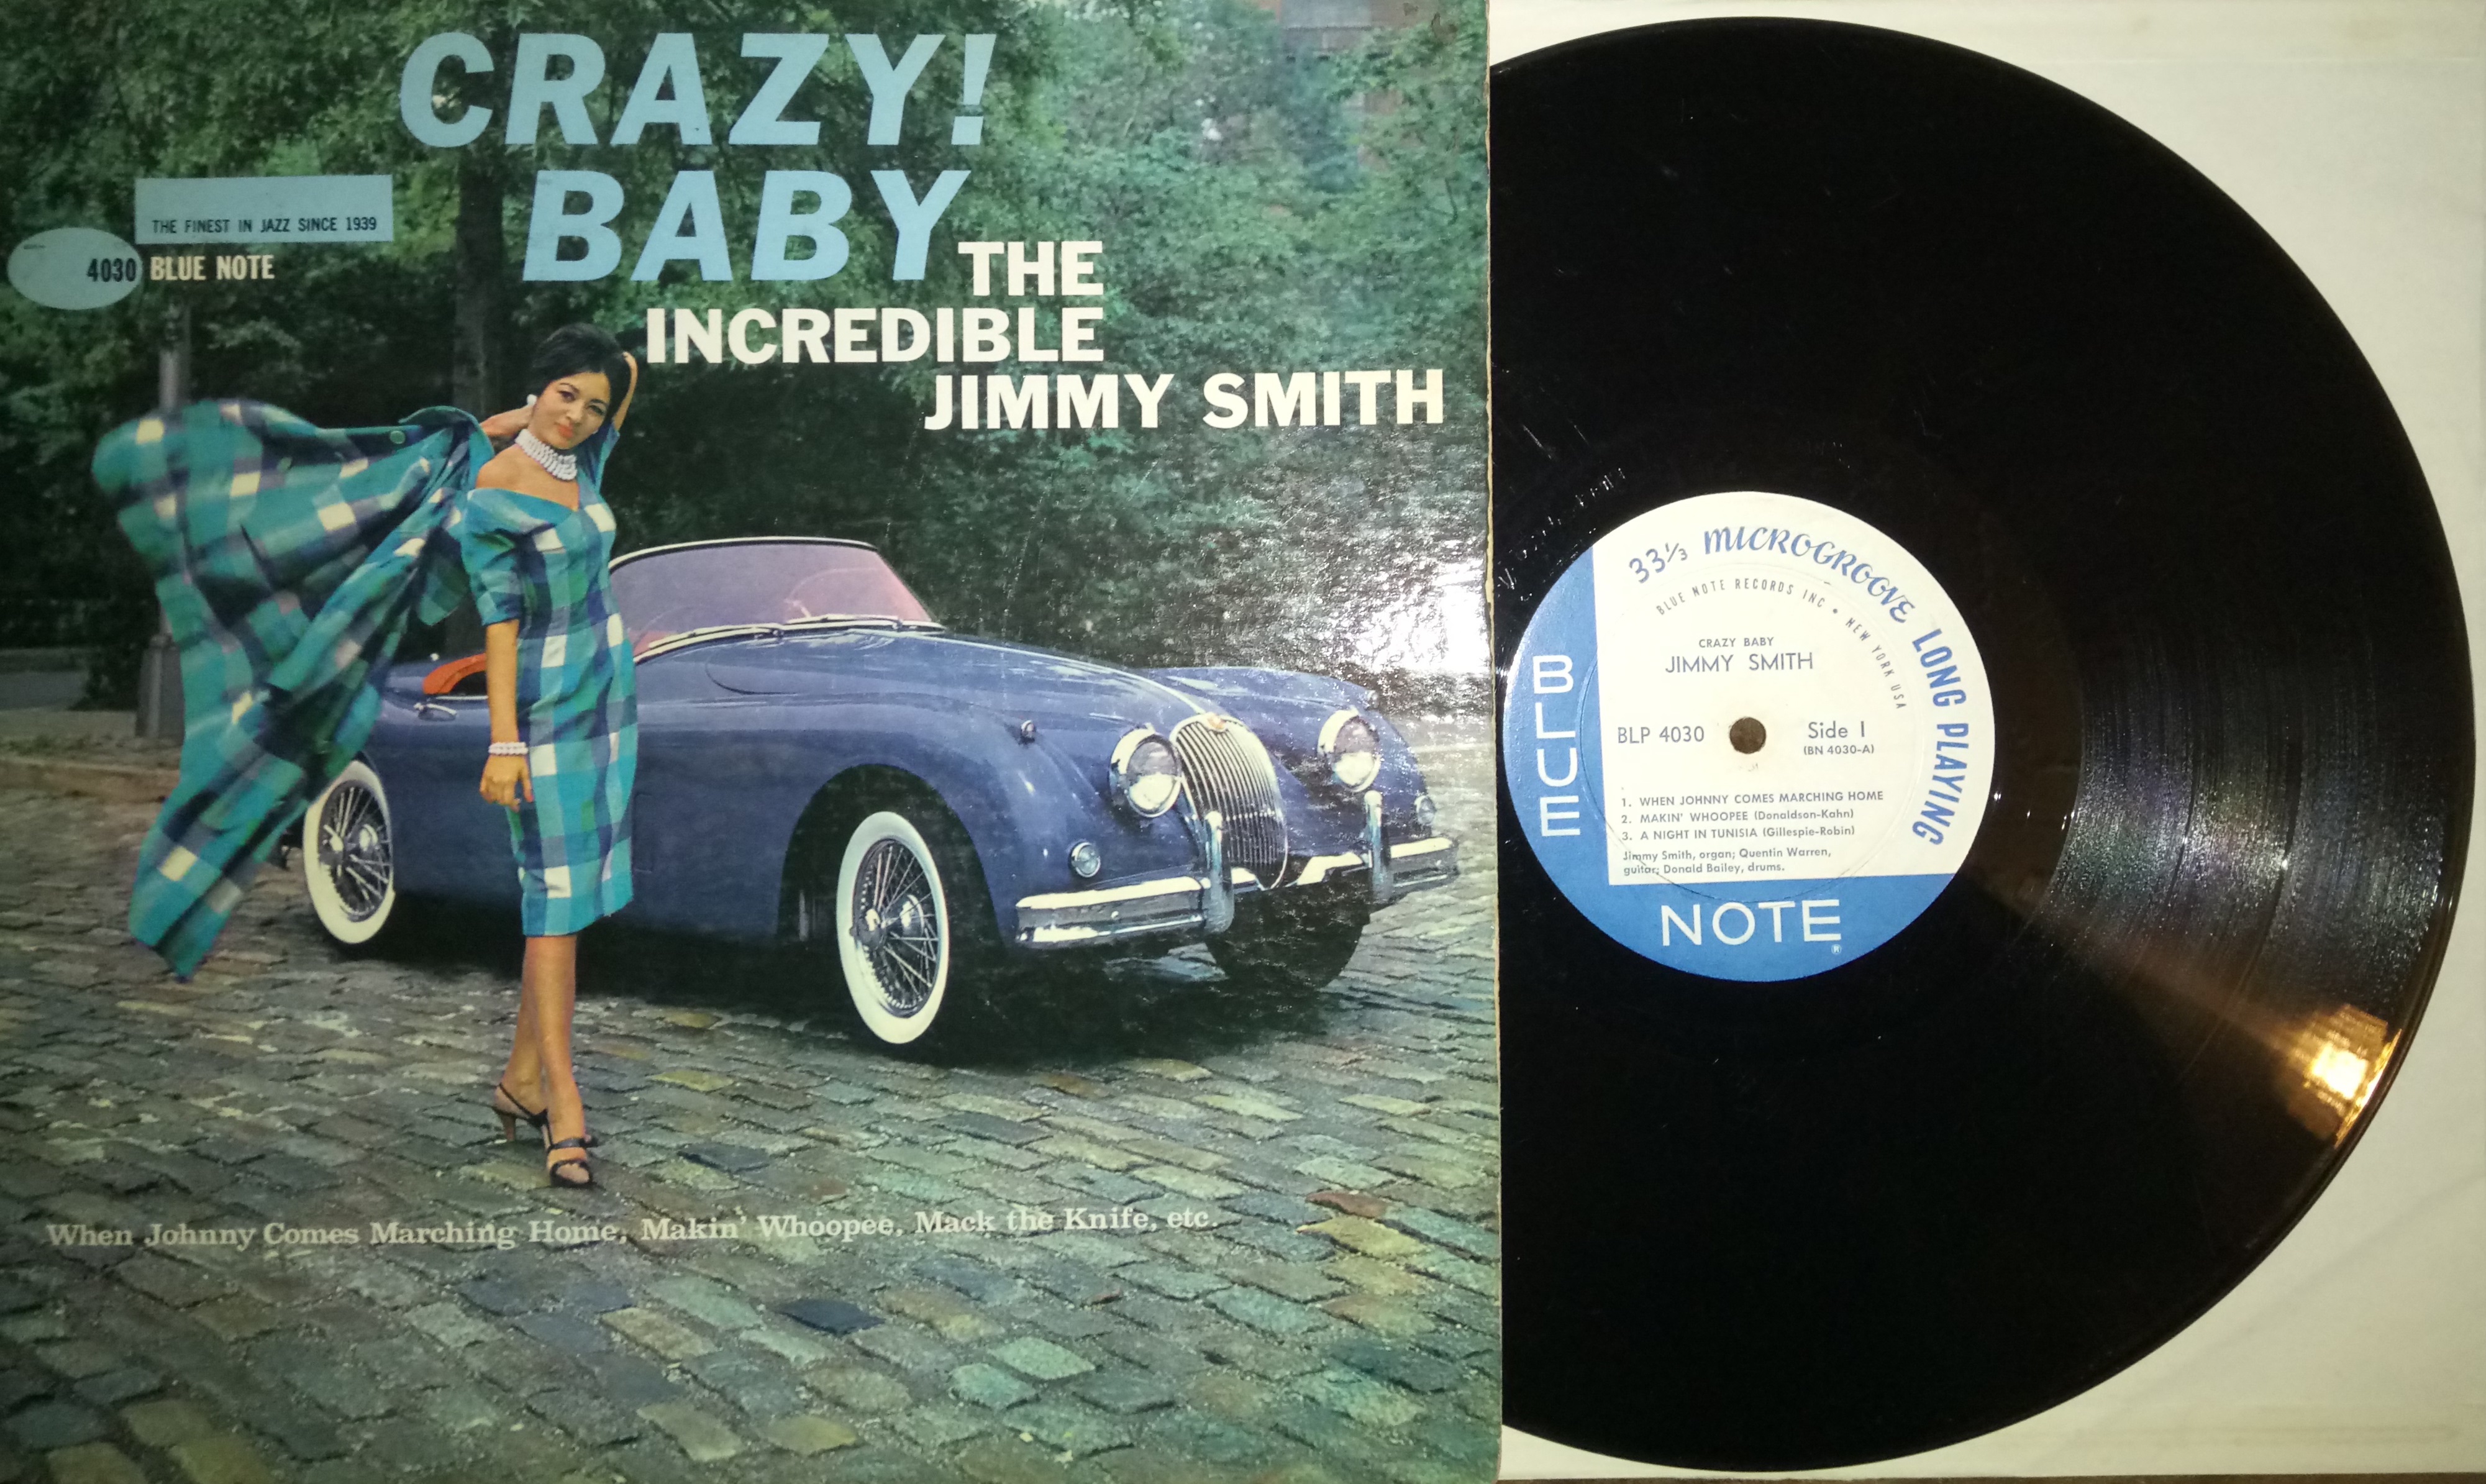 CRAZY!
BABY
THE
INCREDIBLE
JIMMY SMITH
THE FINEST IN JAZZ SINCE 1939
4030 BLUE NOTE
When Johnny Comes Marching Home, Makin' Whoopee, Mack the Knife, etc.
33⅓ MICROGROOVE LONG PLAYING
BLUE NOTE RECORDS INC • NEW YORK USA
CRAZY BABY
JIMMY SMITH
BLP 4030
Side 1
(BN 4030-A)
1. WHEN JOHNNY COMES MARCHING HOME
2. MAKIN' WHOOPEE (Donaldson-Kahn)
3. A NIGHT IN TUNISIA (Gillespie-Robin)
Jimmy Smith, organ; Quentin Warren,
guitar; Donald Bailey, drums.
BLUE
NOTE
®